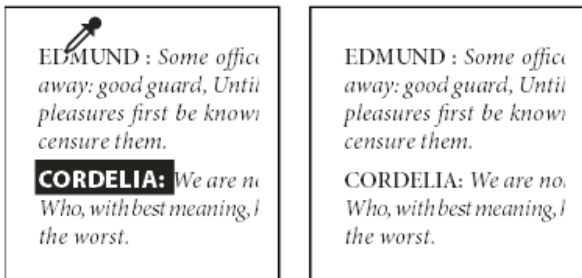 EDMUND : Some offic
away: good guard, Until
pleasures first be know
censure them.
CORDELIA: We are n
Who, with best meaning,
the worst.
EDMUND : Some offic
away: good guard, Until
pleasures first be know
censure them.
CORDELIA: We are no
Who, with best meaning,
the worst.